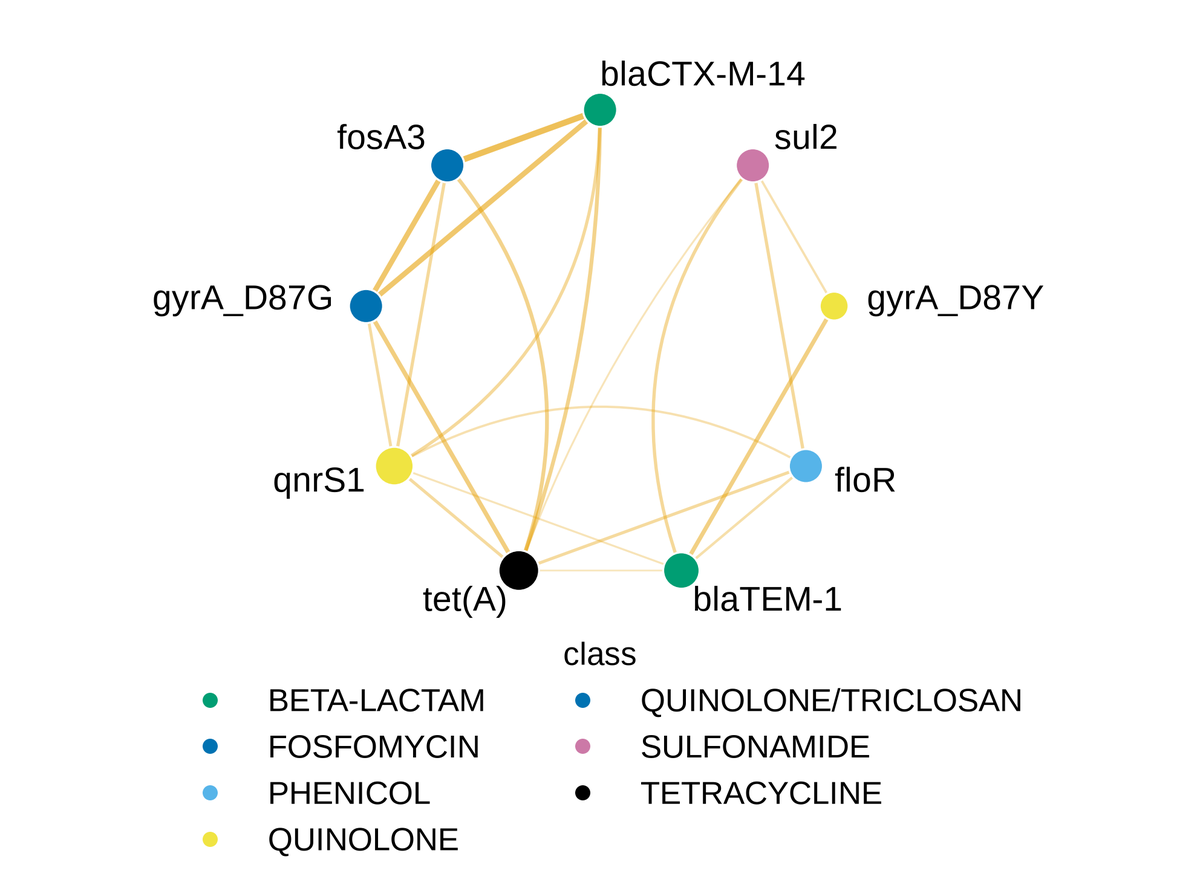 blaCTX-M-14
fosA3
sul2
gyrA_D87G
gyrA_D87Y
qnrS1
floR
tet(A)
blaTEM-1
class
BETA-LACTAM
FOSFOMYCIN
PHENICOL
QUINOLONE
QUINOLONE/TRICLOSAN
SULFONAMIDE
TETRACYCLINE